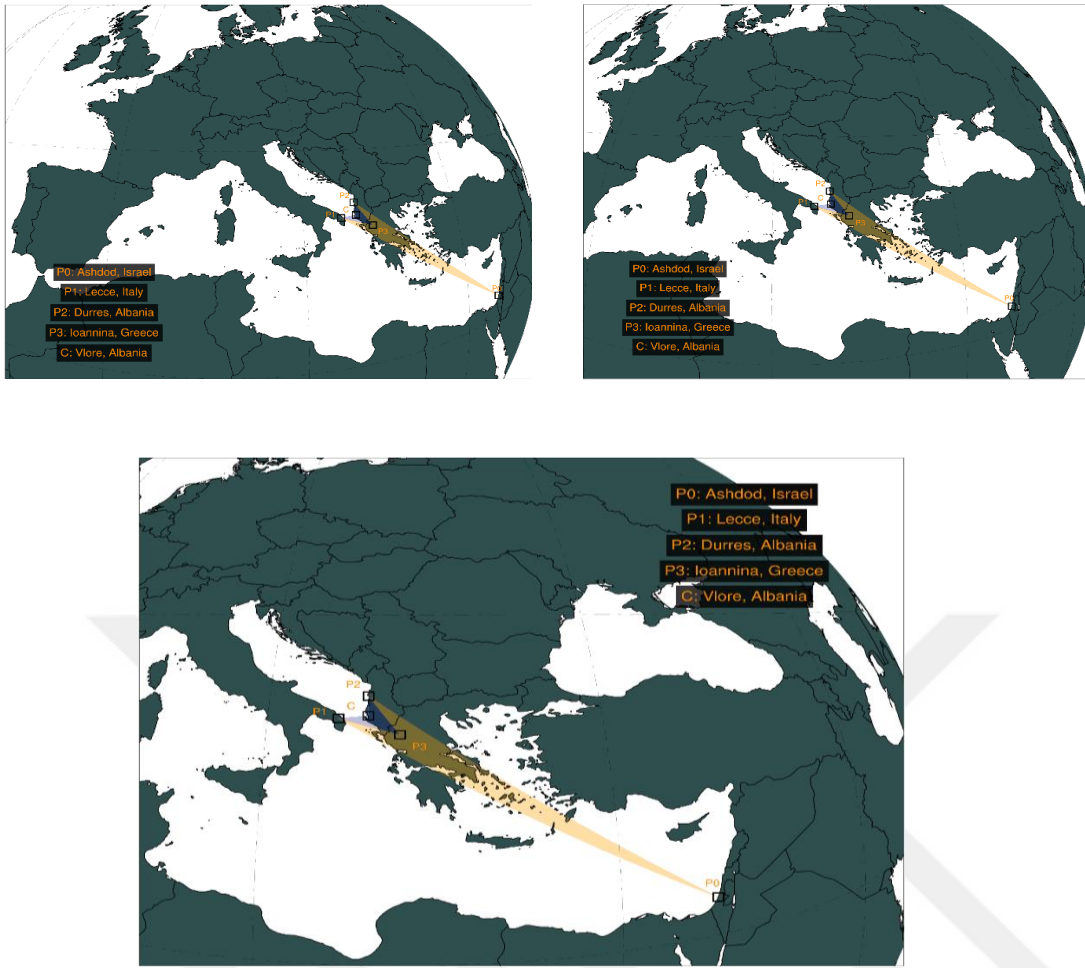 P2
C
P1
P3
P0
P0: Ashdod, Israel
P1: Lecce, Italy
P2: Durres, Albania
P3: Ioannina, Greece
C: Vlore, Albania
P2
C
P1
P3
P0
P0: Ashdod, Israel
P1: Lecce, Italy
P2: Durres, Albania
P3: Ioannina, Greece
C: Vlore, Albania
P0: Ashdod, Israel
P1: Lecce, Italy
P2: Durres, Albania
P3: Ioannina, Greece
C: Vlore, Albania
P2
C
P1
P3
P0